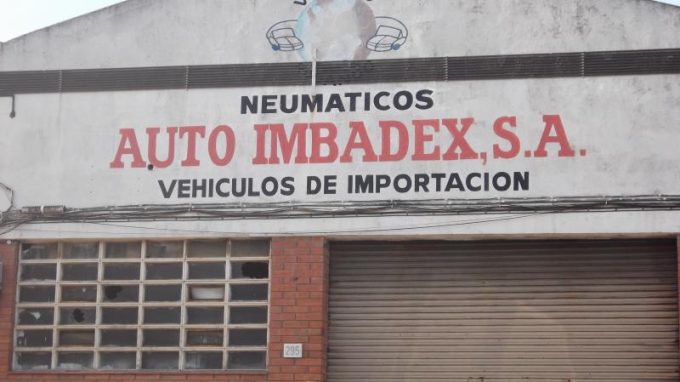 NEUMATICOS
AUTO IMBADEX, S.A.
VEHICULOS DE IMPORTACION
295